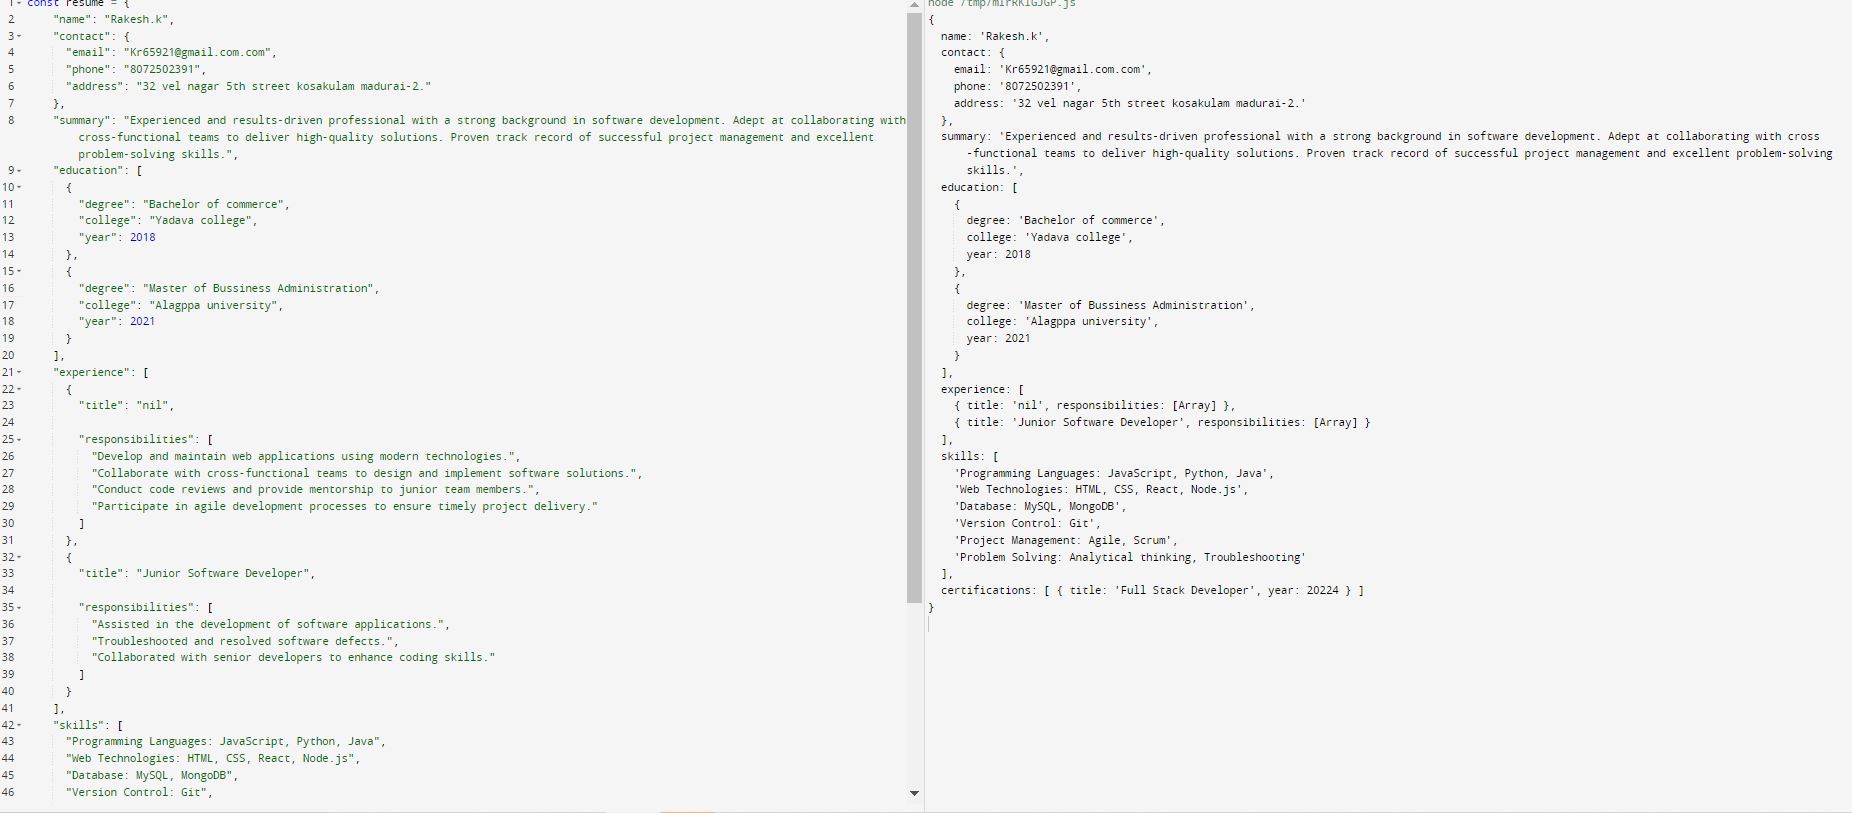 1 const resume = {
2 "name": "Rakesh.k",
3 "contact": {
4 "email": "Kr65921@gmail.com.com",
5 "phone": "8072502391",
6 "address": "32 vel nagar 5th street kosakulam madurai-2."
7 },
8 "summary": "Experienced and results-driven professional with a strong background in software development. Adept at collaborating with
cross-functional teams to deliver high-quality solutions. Proven track record of successful project management and excellent
problem-solving skills.",
9 "education": [
10 {
11 "degree": "Bachelor of commerce",
12 "college": "Yadava college",
13 "year": 2018
14 },
15 {
16 "degree": "Master of Bussiness Administration",
17 "college": "Alagppa university",
18 "year": 2021
19 }
20 ],
21 "experience": [
22 {
23 "title": "nil",
24
25 "responsibilities": [
26 "Develop and maintain web applications using modern technologies.",
27 "Collaborate with cross-functional teams to design and implement software solutions.",
28 "Conduct code reviews and provide mentorship to junior team members.",
29 "Participate in agile development processes to ensure timely project delivery."
30 ]
31 },
32 {
33 "title": "Junior Software Developer",
34
35 "responsibilities": [
36 "Assisted in the development of software applications.",
37 "Troubleshooted and resolved software defects.",
38 "Collaborated with senior developers to enhance coding skills."
39 ]
40 }
41 ],
42 "skills": [
43 "Programming Languages: JavaScript, Python, Java",
44 "Web Technologies: HTML, CSS, React, Node.js",
45 "Database: MySQL, MongoDB",
46 "Version Control: Git",
node
{
name: 'Rakesh.k',
contact: {
email: 'Kr65921@gmail.com.com',
phone: '8072502391',
address: '32 vel nagar 5th street kosakulam madurai-2.'
},
summary: 'Experienced and results-driven professional with a strong background in software development. Adept at collaborating with cross
-functional teams to deliver high-quality solutions. Proven track record of successful project management and excellent problem-solving
skills.',
education: [
{
degree: 'Bachelor of commerce',
college: 'Yadava college',
year: 2018
},
{
degree: 'Master of Bussiness Administration',
college: 'Alagppa university',
year: 2021
}
],
experience: [
{ title: 'nil', responsibilities: [Array] },
{ title: 'Junior Software Developer', responsibilities: [Array] }
],
skills: [
'Programming Languages: JavaScript, Python, Java',
'Web Technologies: HTML, CSS, React, Node.js',
'Database: MySQL, MongoDB',
'Version Control: Git',
'Project Management: Agile, Scrum',
'Problem Solving: Analytical thinking, Troubleshooting'
],
certifications: [ { title: 'Full Stack Developer', year: 20224 } ]
}